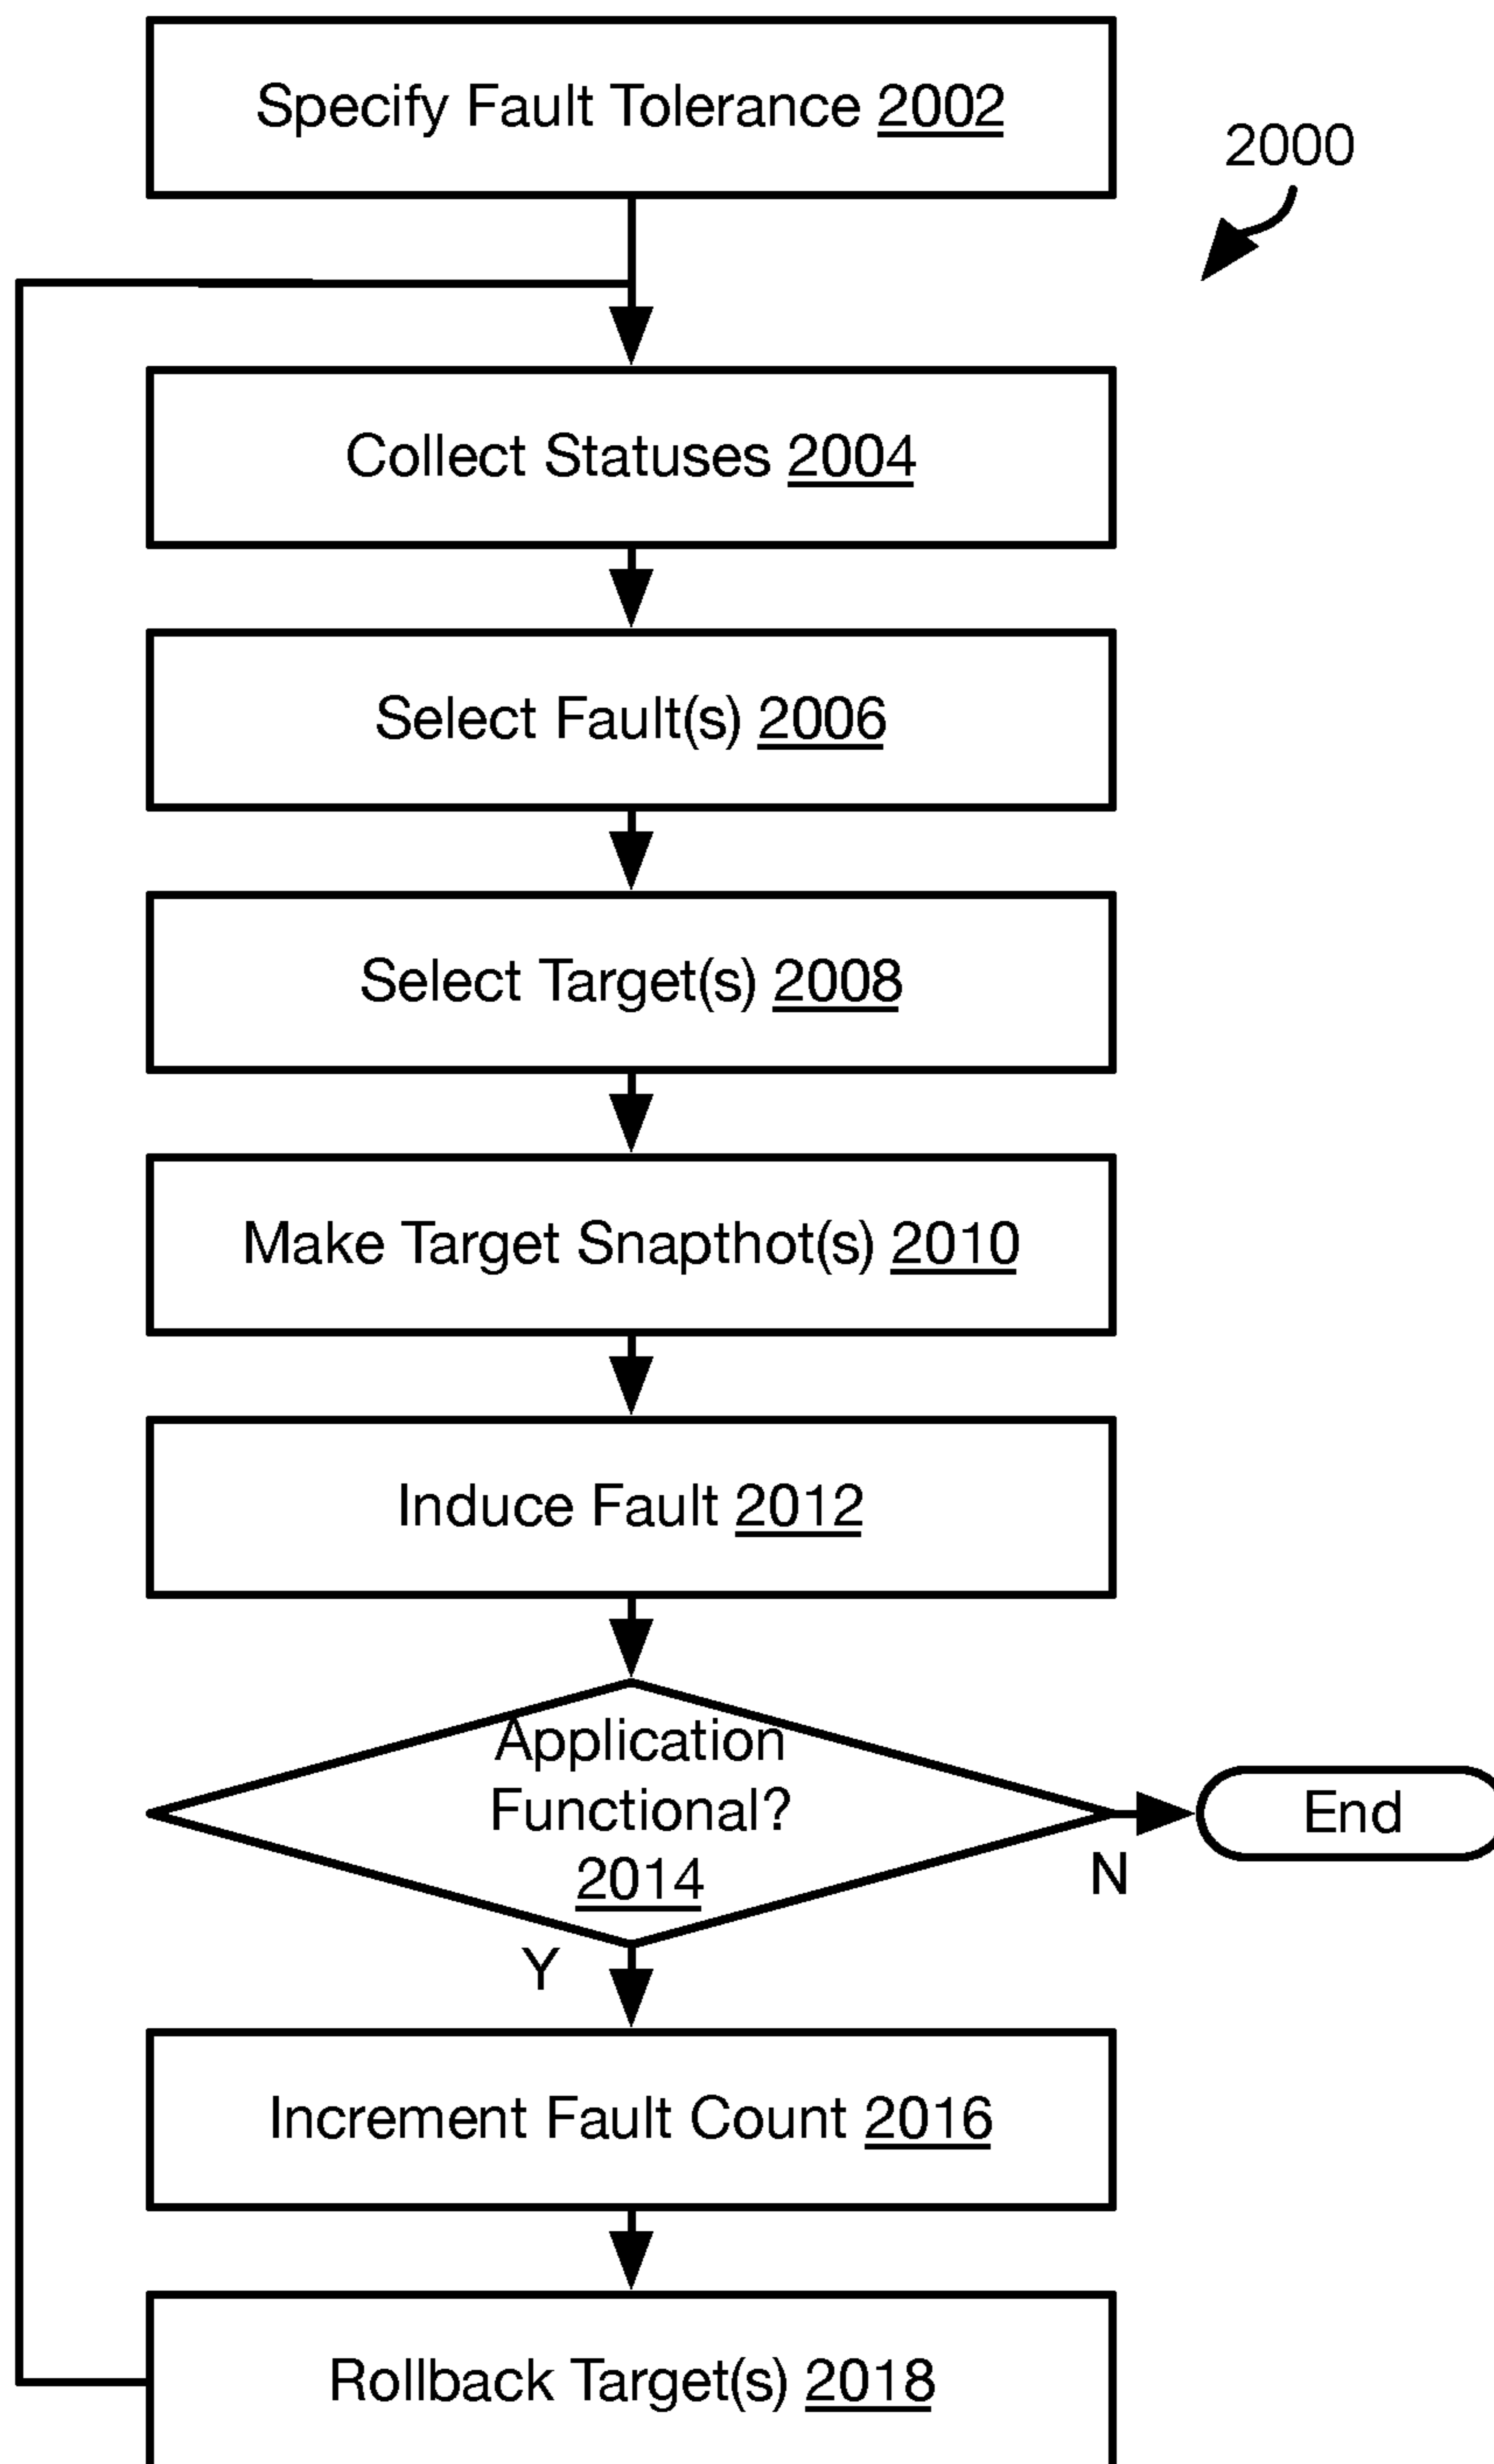 Specify Fault Tolerance 2002
2000
Collect Statuses 2004
Select Fault(s) 2006
Select Target(s) 2008
Make Target Snapthot(s) 2010
Induce Fault 2012
Application
Functional?
2014
End
N
Y
Increment Fault Count 2016
Rollback Target(s) 2018